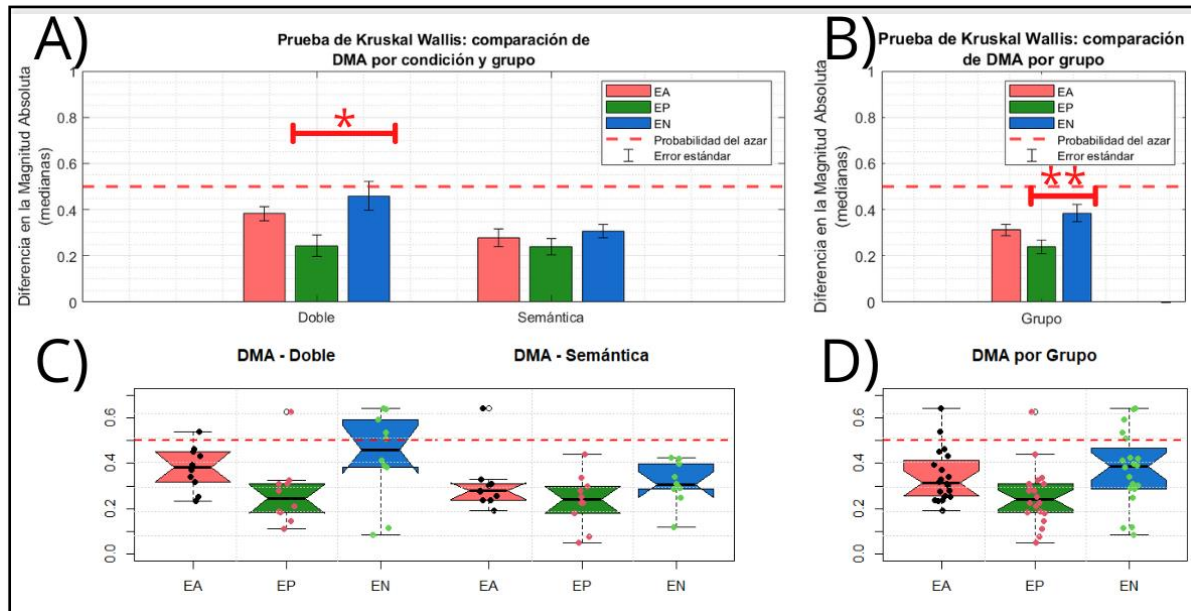 A)
Prueba de Kruskal Wallis: comparación de
DMA por condición y grupo
Diferencia en la Magnitud Absoluta
(medianas)
1
0.8
0.6
0.4
0.2
0
*
EA
EP
EN
Probabilidad del azar
Error estándar
Doble
Semántica
B)
Prueba de Kruskal Wallis: comparación
de DMA por grupo
Diferencia en la Magnitud Absoluta
(medianas)
1
0.8
0.6
0.4
0.2
0
**
EA
EP
EN
Probabilidad del azar
Error estándar
Grupo
C)
DMA - Doble
DMA - Semántica
0.6
0.4
0.2
0.0
EA
EP
EN
EA
EP
EN
D)
DMA por Grupo
0.6
0.4
0.2
0.0
EA
EP
EN